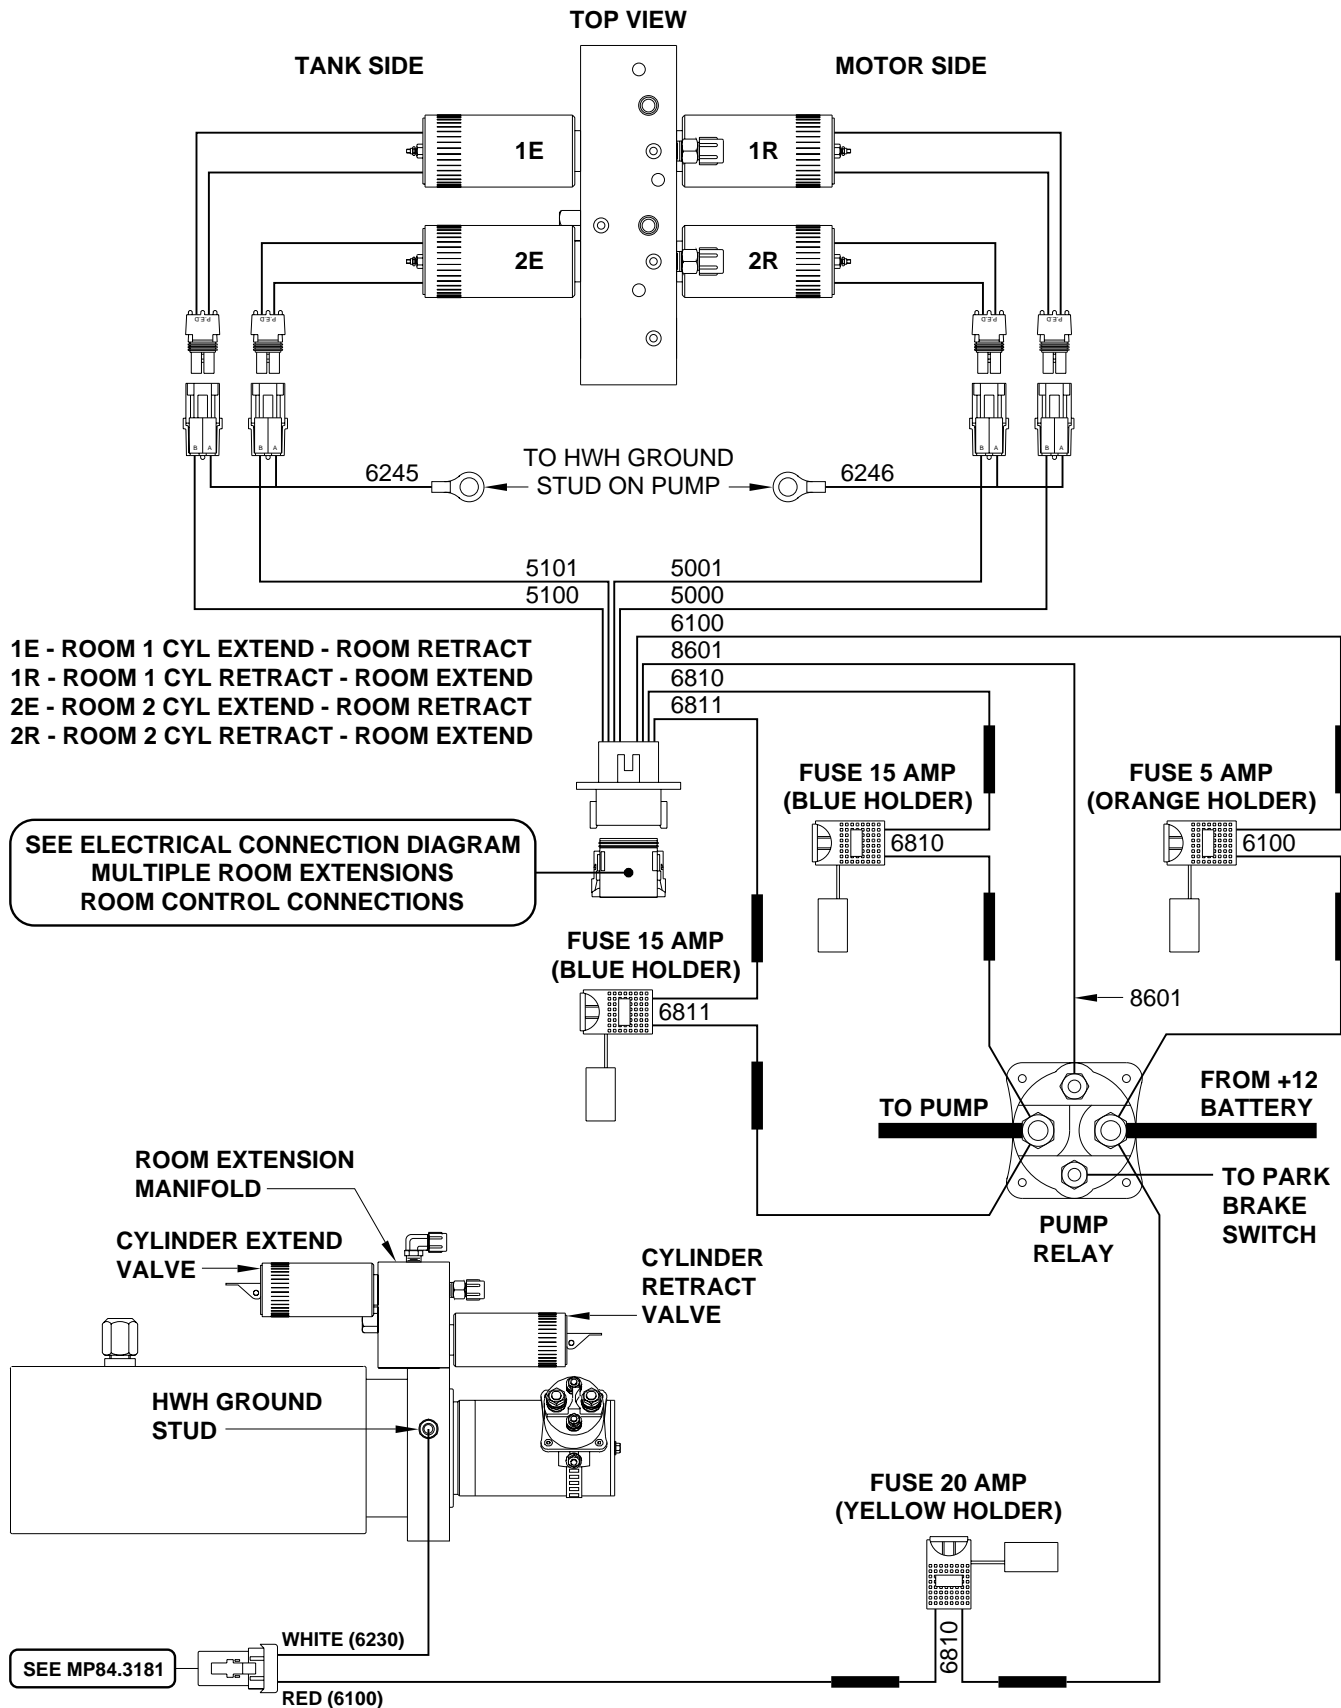 TOP VIEW
TANK SIDE
MOTOR SIDE
1E
1R
2E
2R
P.E.D
P.E.D
P.E.D
P.E.D
B A
B A
B A
B A
6245
TO HWH GROUND
STUD ON PUMP
6246
5101
5001
5100
5000
6100
8601
6810
6811
1E - ROOM 1 CYL EXTEND - ROOM RETRACT
1R - ROOM 1 CYL RETRACT - ROOM EXTEND
2E - ROOM 2 CYL EXTEND - ROOM RETRACT
2R - ROOM 2 CYL RETRACT - ROOM EXTEND
FUSE 15 AMP
(BLUE HOLDER)
6810
FUSE 5 AMP
(ORANGE HOLDER)
6100
SEE ELECTRICAL CONNECTION DIAGRAM
MULTIPLE ROOM EXTENSIONS
ROOM CONTROL CONNECTIONS
FUSE 15 AMP
(BLUE HOLDER)
6811
8601
TO PUMP
FROM +12
BATTERY
TO PARK
BRAKE
SWITCH
PUMP
RELAY
ROOM EXTENSION
MANIFOLD
CYLINDER EXTEND
VALVE
CYLINDER
RETRACT
VALVE
HWH GROUND
STUD
FUSE 20 AMP
(YELLOW HOLDER)
6810
WHITE (6230)
SEE MP84.3181
RED (6100)